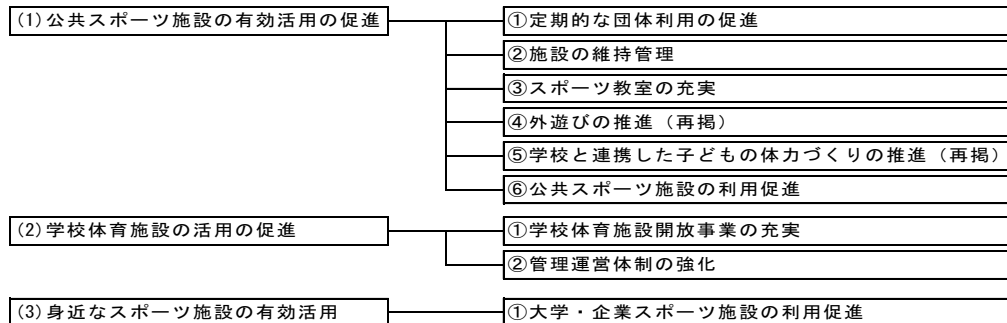 (1)公共スポーツ施設の有効活用の促進
①定期的な団体利用の促進
②施設の維持管理
③スポーツ教室の充実
④外遊びの推進（再掲）
⑤学校と連携した子どもの体力づくりの推進（再掲）
⑥公共スポーツ施設の利用促進
(2)学校体育施設の活用の促進
①学校体育施設開放事業の充実
②管理運営体制の強化
(3)身近なスポーツ施設の有効活用
①大学・企業スポーツ施設の利用促進